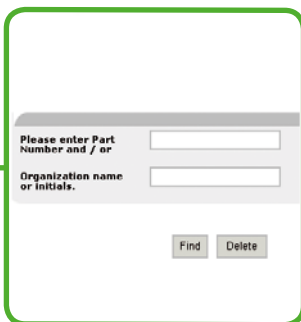 Please enter Part
Number and / or
Organization name
or initials.
Find Delete